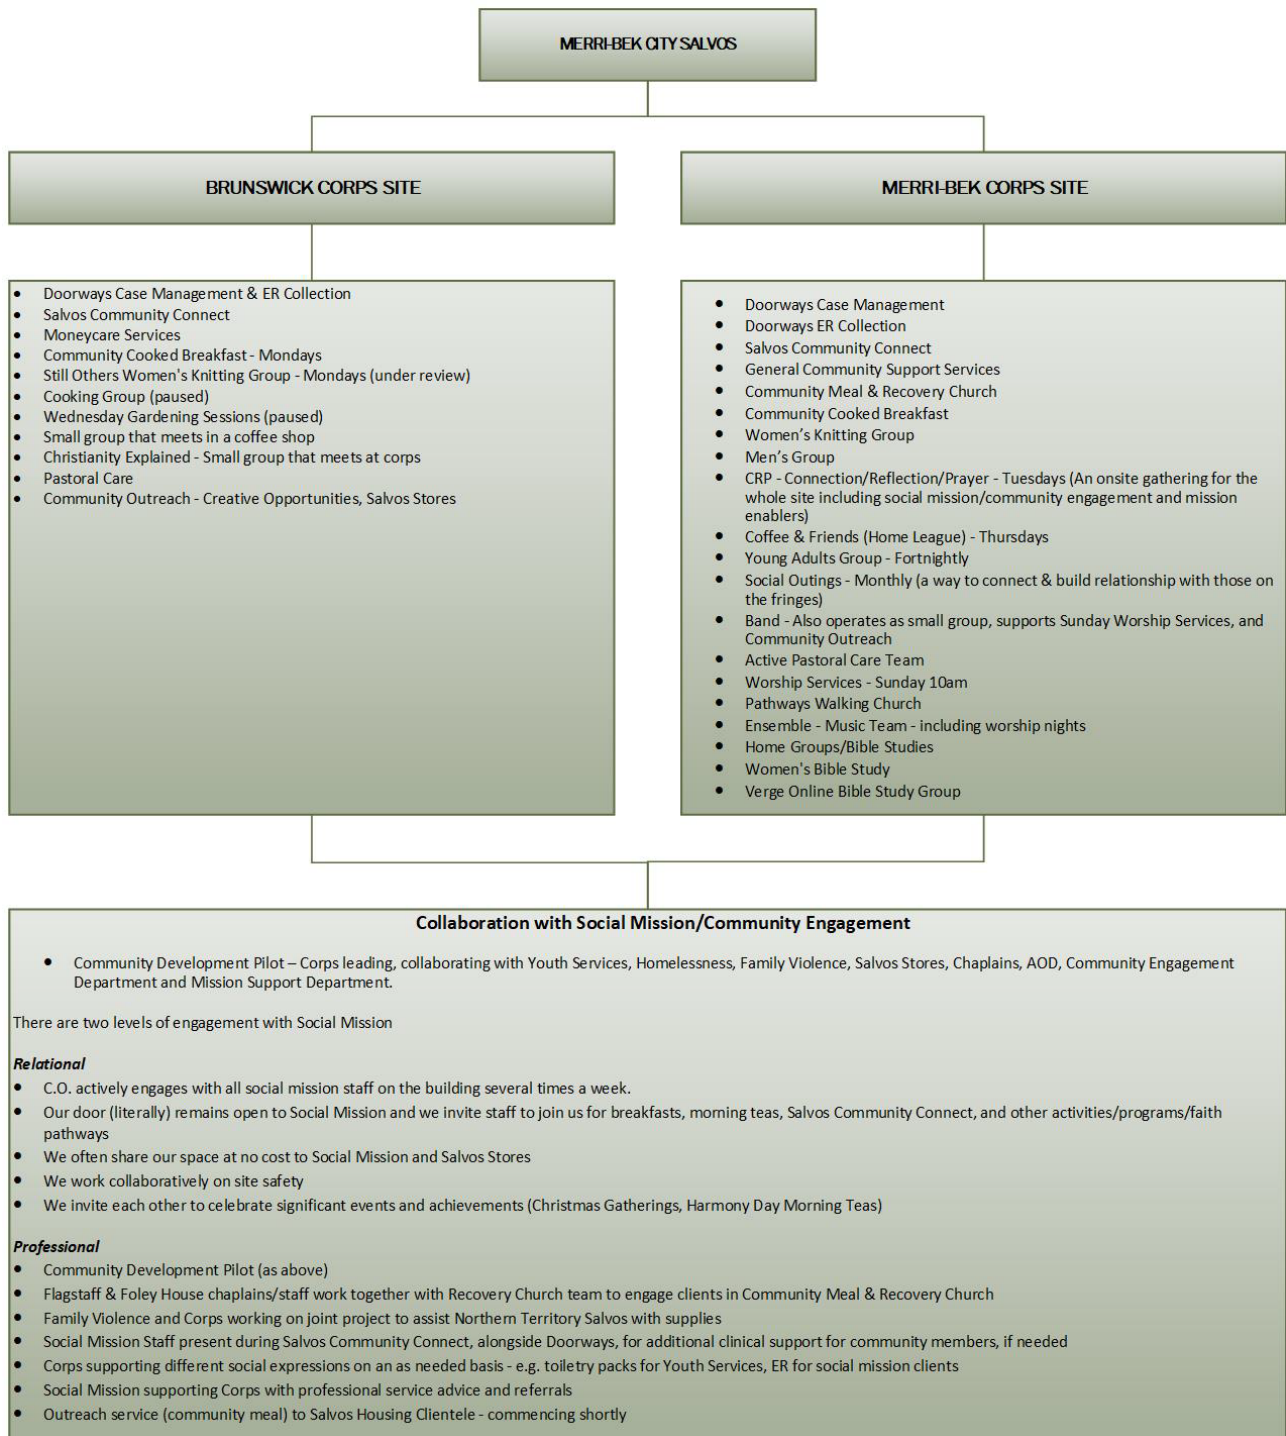 MERRI-BEK CITY SALVOS
BRUNSWICK CORPS SITE
MERRI-BEK CORPS SITE
• Doorways Case Management & ER Collection
• Salvos Community Connect
• Moneycare Services
• Community Cooked Breakfast - Mondays
• Still Others Women's Knitting Group - Mondays (under review)
• Cooking Group (paused)
• Wednesday Gardening Sessions (paused)
• Small group that meets in a coffee shop
• Christianity Explained - Small group that meets at corps
• Pastoral Care
• Community Outreach - Creative Opportunities, Salvos Stores
• Doorways Case Management
• Doorways ER Collection
• Salvos Community Connect
• General Community Support Services
• Community Meal & Recovery Church
• Community Cooked Breakfast
• Women’s Knitting Group
• Men’s Group
• CRP - Connection/Reflection/Prayer - Tuesdays (An onsite gathering for the
whole site including social mission/community engagement and mission
enablers)
• Coffee & Friends (Home League) - Thursdays
• Young Adults Group - Fortnightly
• Social Outings - Monthly (a way to connect & build relationship with those on
the fringes)
• Band - Also operates as small group, supports Sunday Worship Services, and
Community Outreach
• Active Pastoral Care Team
• Worship Services - Sunday 10am
• Pathways Walking Church
• Ensemble - Music Team - including worship nights
• Home Groups/Bible Studies
• Women's Bible Study
• Verge Online Bible Study Group
Collaboration with Social Mission/Community Engagement
• Community Development Pilot – Corps leading, collaborating with Youth Services, Homelessness, Family Violence, Salvos Stores, Chaplains, AOD, Community Engagement
Department and Mission Support Department.
There are two levels of engagement with Social Mission
Relational
• C.O. actively engages with all social mission staff on the building several times a week.
• Our door (literally) remains open to Social Mission and we invite staff to join us for breakfasts, morning teas, Salvos Community Connect, and other activities/programs/faith
pathways
• We often share our space at no cost to Social Mission and Salvos Stores
• We work collaboratively on site safety
• We invite each other to celebrate significant events and achievements (Christmas Gatherings, Harmony Day Morning Teas)
Professional
• Community Development Pilot (as above)
• Flagstaff & Foley House chaplains/staff work together with Recovery Church team to engage clients in Community Meal & Recovery Church
• Family Violence and Corps working on joint project to assist Northern Territory Salvos with supplies
• Social Mission Staff present during Salvos Community Connect, alongside Doorways, for additional clinical support for community members, if needed
• Corps supporting different social expressions on an as needed basis - e.g. toiletry packs for Youth Services, ER for social mission clients
• Social Mission supporting Corps with professional service advice and referrals
• Outreach service (community meal) to Salvos Housing Clientele - commencing shortly